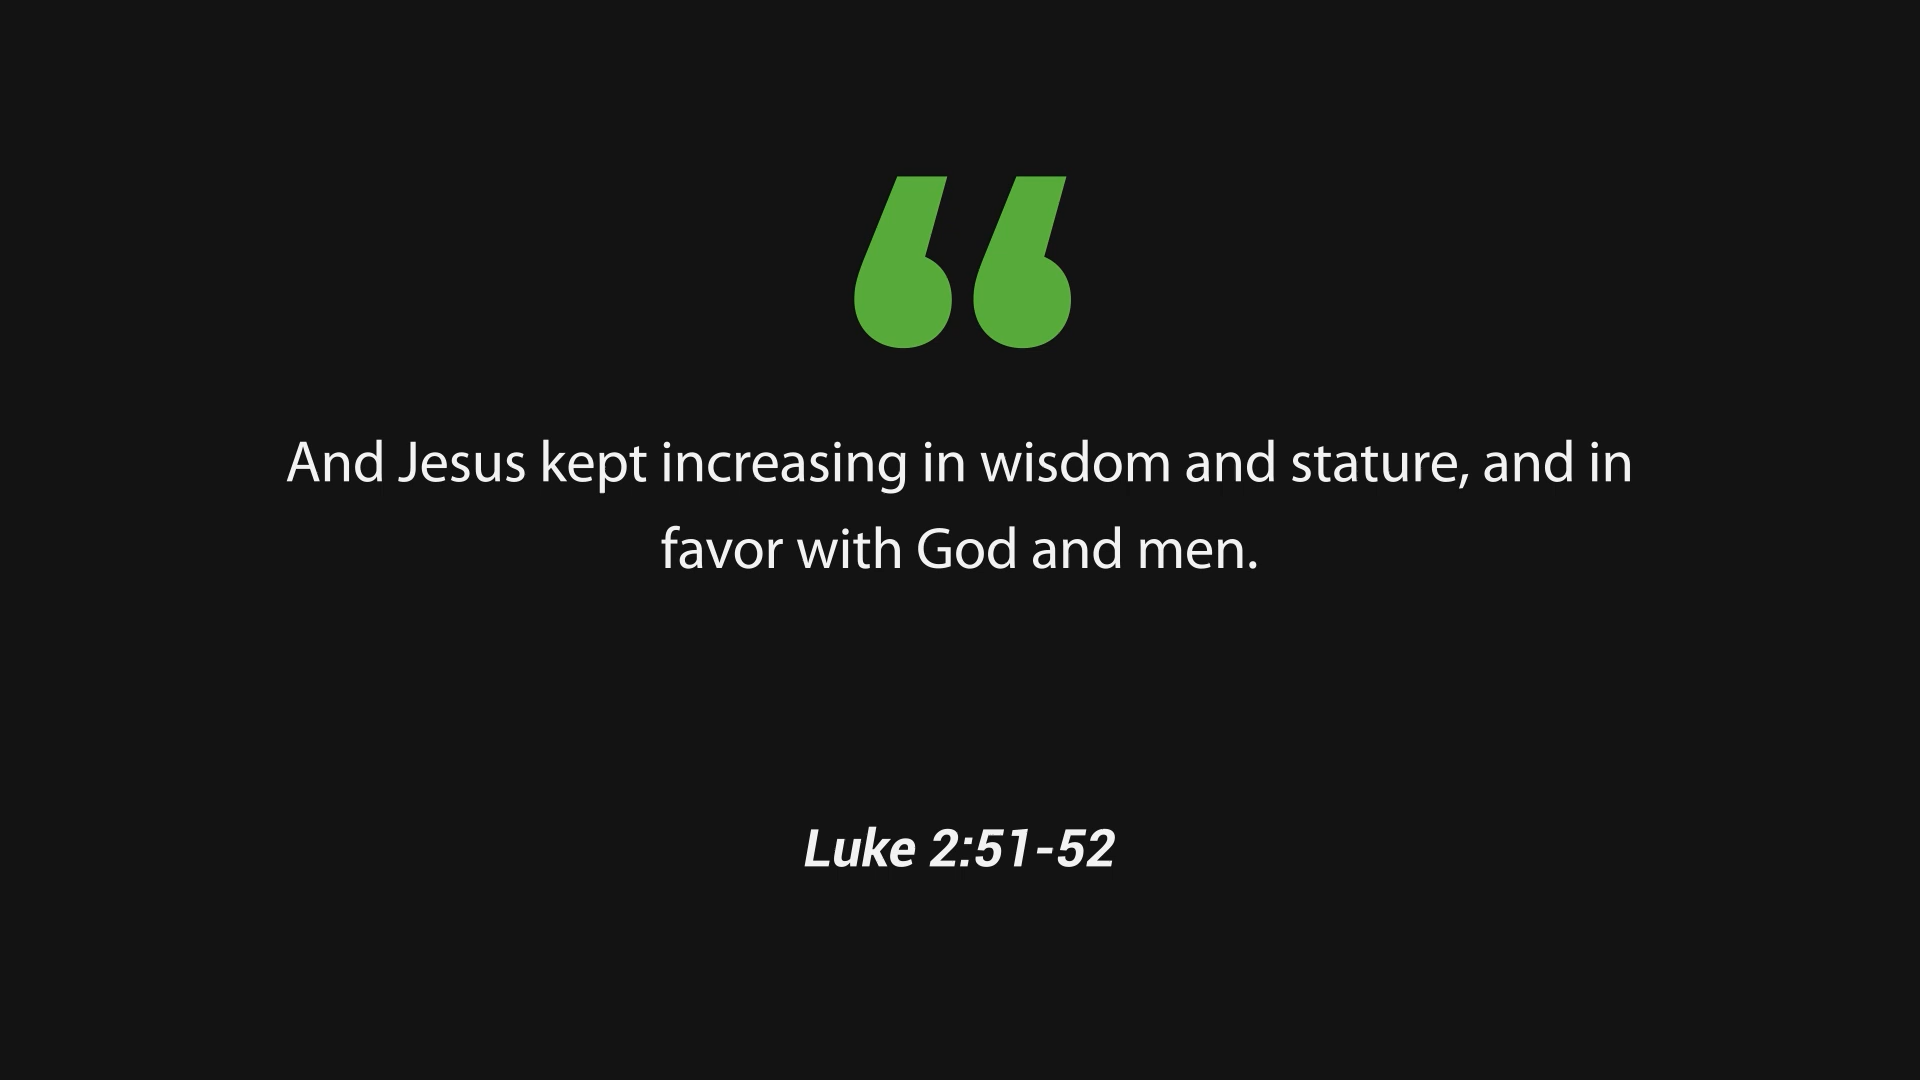 “
And Jesus kept increasing in wisdom and stature, and in
favor with God and men.
Luke 2:51-52